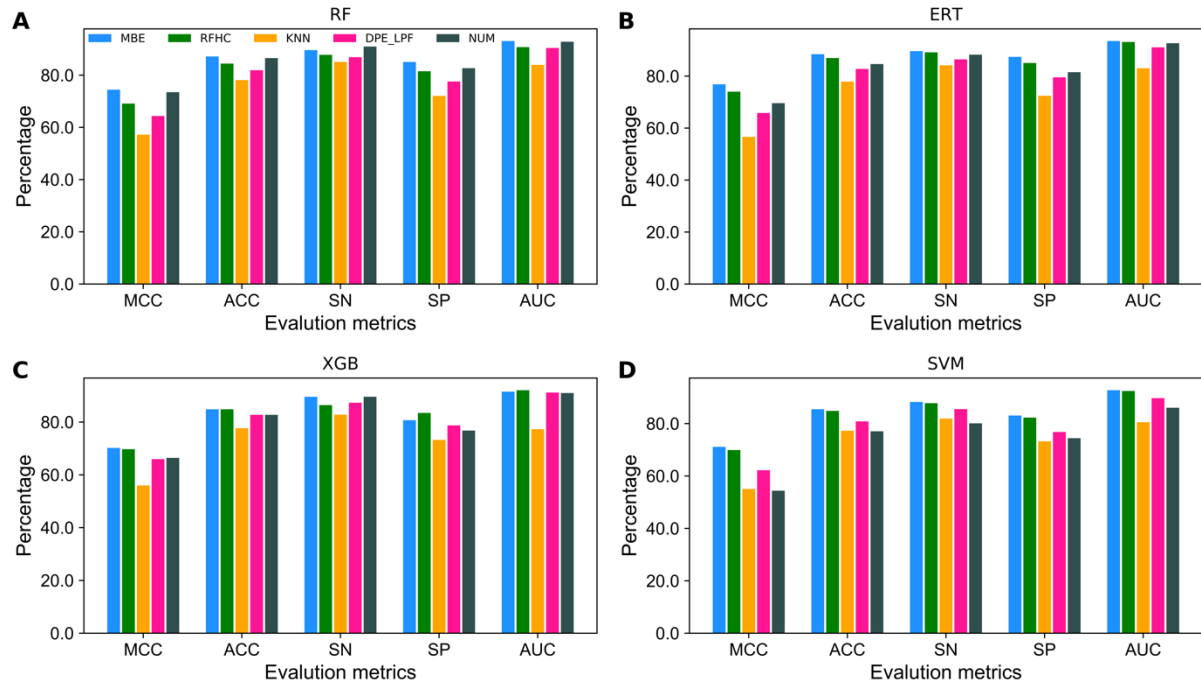 A
RF
MBE RFHC KNN DPE_LPF NUM
80.0
60.0
40.0
20.0
0.0
Percentage
MCC ACC SN SP AUC
Evalution metrics
B
ERT
80.0
60.0
40.0
20.0
0.0
Percentage
MCC ACC SN SP AUC
Evalution metrics
C
XGB
80.0
60.0
40.0
20.0
0.0
Percentage
MCC ACC SN SP AUC
Evalution metrics
D
SVM
80.0
60.0
40.0
20.0
0.0
Percentage
MCC ACC SN SP AUC
Evalution metrics